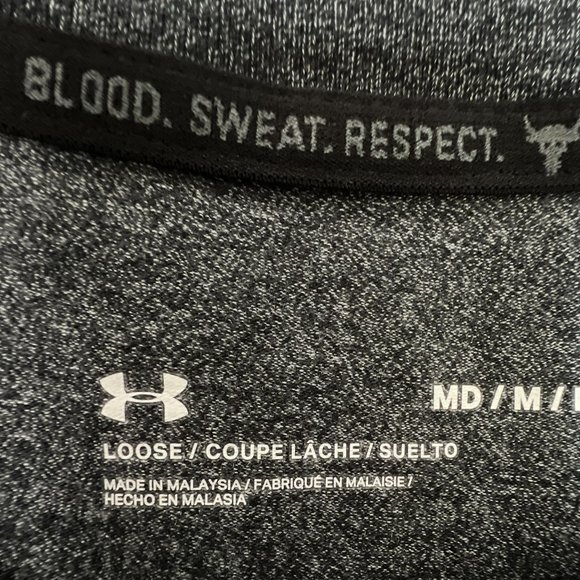 BLOOD. SWEAT. RESPECT.
MD / M /
LOOSE / COUPE LÂCHE / SUELTO
MADE IN MALAYSIA / FABRIQUÉ EN MALAISIE /
HECHO EN MALASIA